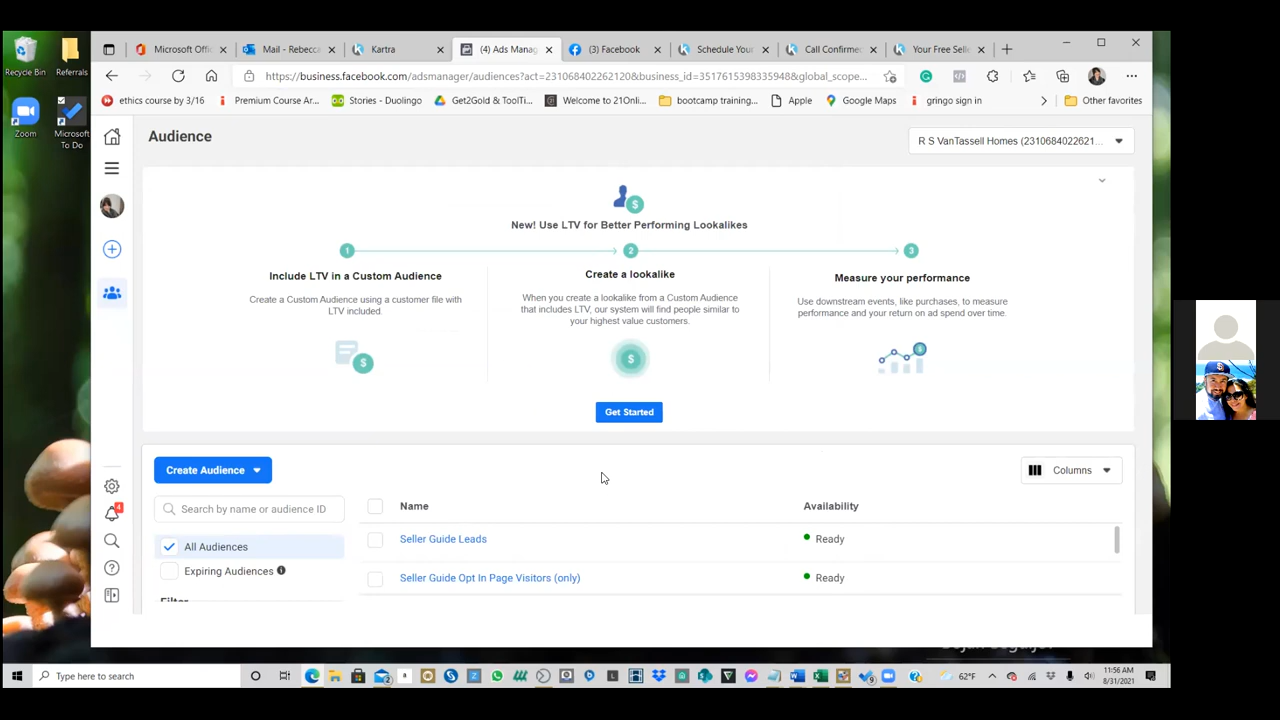 Recycle Bin
Referrals
Zoom
Microsoft To Do
Microsoft Offic
Mail - Rebecca
Kartra
(4) Ads Manag
(3) Facebook
Schedule Your
Call Confirmed
Your Free Selle
https://business.facebook.com/adsmanager/audiences?act=231068402262120&business_id=3517615398335948&global_scope...
ethics course by 3/16
Premium Course Ar...
Stories - Duolingo
Get2Gold & ToolTi...
Welcome to 21Onli...
bootcamp training...
Apple
Google Maps
gringo sign in
Other favorites
Audience
R S VanTassell Homes (2310684022621...
New! Use LTV for Better Performing Lookalikes
1
2
3
Include LTV in a Custom Audience
Create a Custom Audience using a customer file with
LTV included.
Create a lookalike
When you create a lookalike from a Custom Audience
that includes LTV, our system will find people similar to
your highest value customers.
Measure your performance
Use downstream events, like purchases, to measure
performance and your return on ad spend over time.
Get Started
Create Audience
Columns
Search by name or audience ID
Name
Availability
All Audiences
Seller Guide Leads
Ready
Expiring Audiences
Seller Guide Opt In Page Visitors (only)
Ready
Filter
4
Type here to search
62°F
11:56 AM
8/31/2021